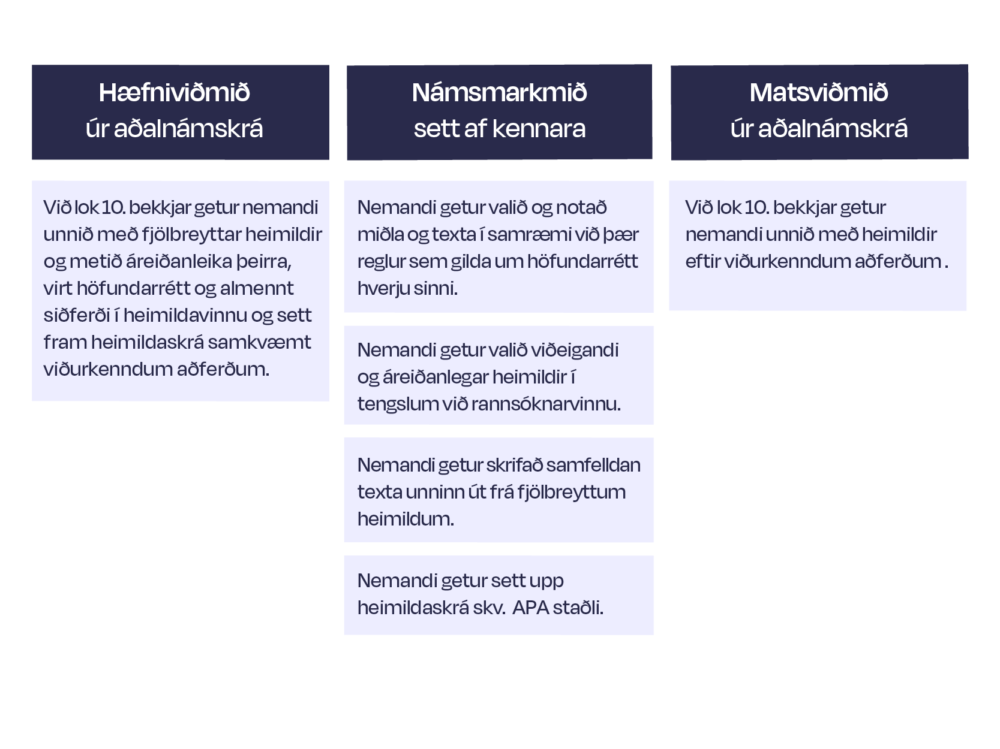 Hæfniviðmið
úr aðalnámskrá
Við lok 10. bekkjar getur nemandi
unnið með fjölbreyttar heimildir
og metið áreiðanleika þeirra,
virt höfundarrétt og almennt
siðferði í heimildavinnu og sett
fram heimildaskrá samkvæmt
viðurkenndum aðferðum.
Námsmarkmið
sett af kennara
Nemandi getur valið og notað
miðla og texta í samræmi við þær
reglur sem gilda um höfundarrétt
hverju sinni.
Nemandi getur valið viðeigandi
og áreiðanlegar heimildir í
tengslum við rannsóknarvinnu.
Nemandi getur skrifað samfelldan
texta unninn út frá fjölbreyttum
heimildum.
Nemandi getur sett upp
heimildaskrá skv. APA staðli.
Matsviðmið
úr aðalnámskrá
Við lok 10. bekkjar getur
nemandi unnið með heimildir
eftir viðurkenndum aðferðum .